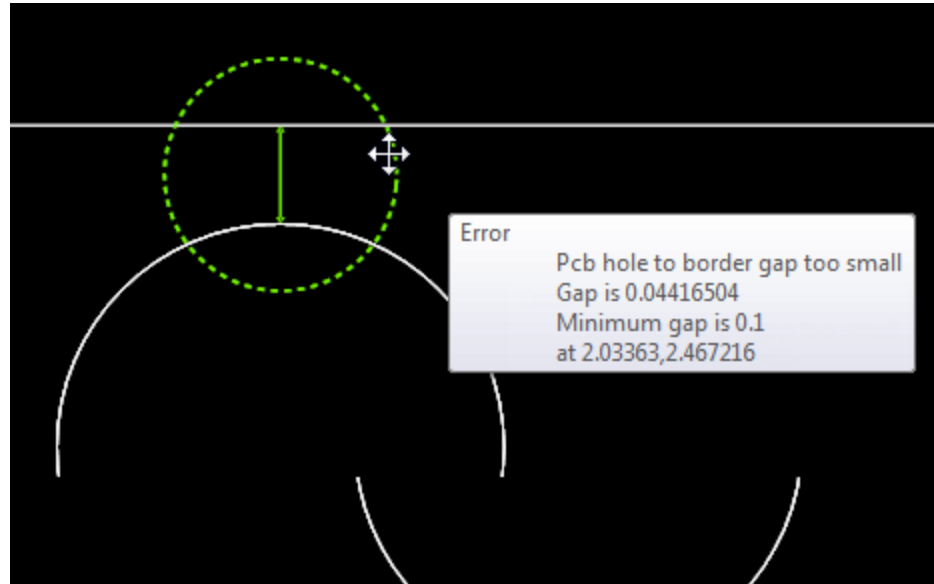 Error
Pcb hole to border gap too small
Gap is 0.04416504
Minimum gap is 0.1
at 2.03363,2.467216